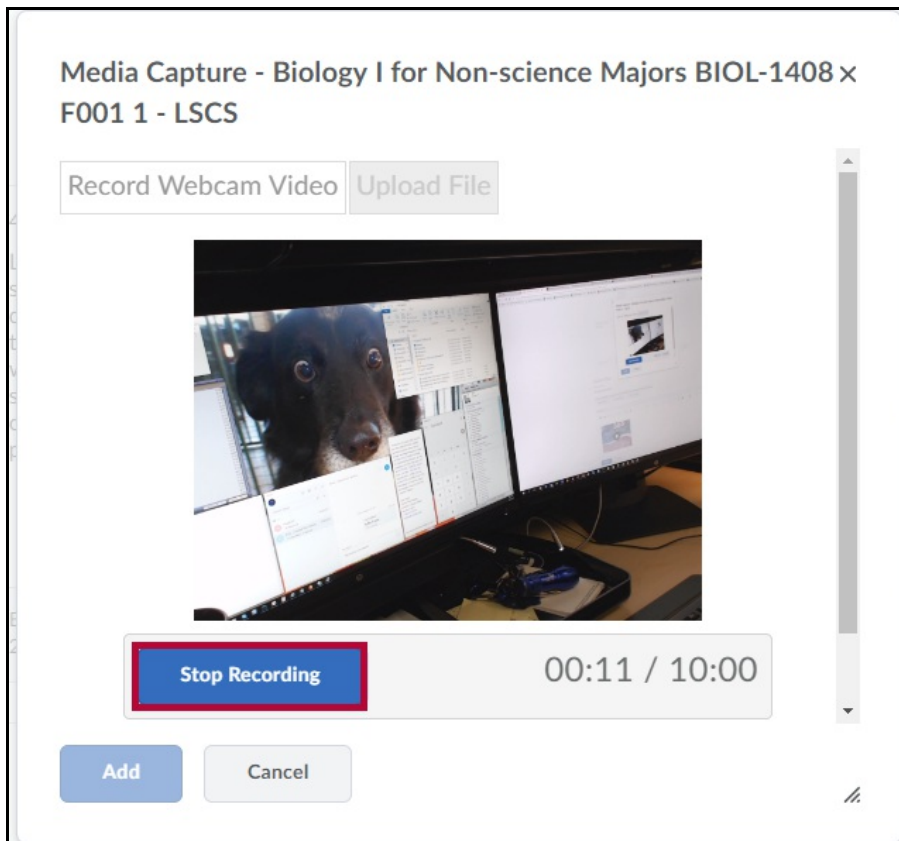 Media Capture - Biology I for Non-science Majors BIOL-1408 ×
F001 1 - LSCS
Record Webcam Video Upload File
Stop Recording 00:11 / 10:00
Add Cancel